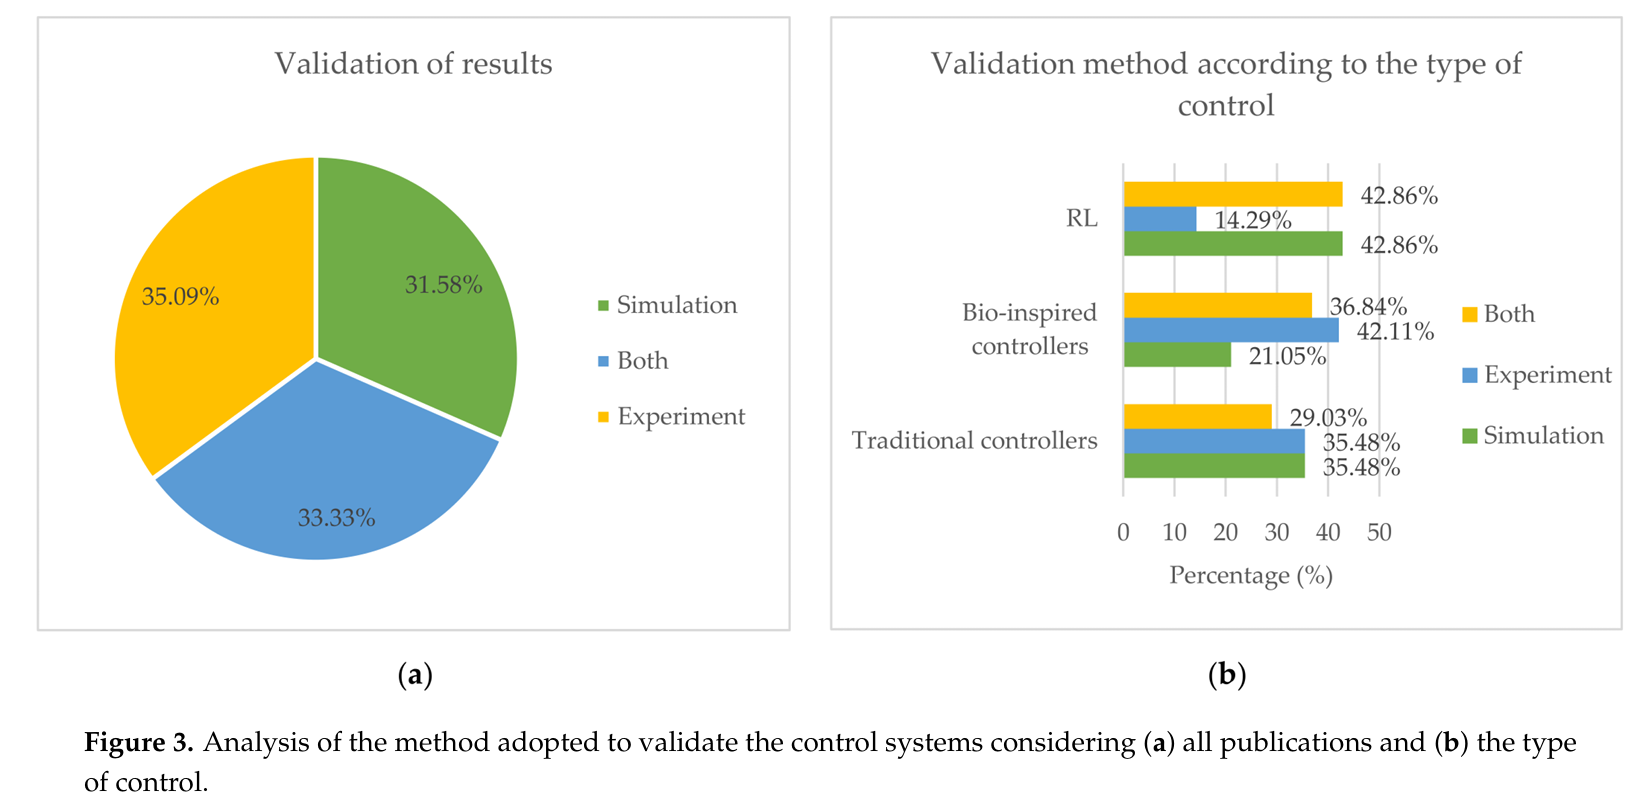 Validation of results
31.58%
35.09%
33.33%
Simulation
Both
Experiment
(a)
Validation method according to the type of
control
RL
42.86%
14.29%
42.86%
Bio-inspired
controllers
36.84%
42.11%
21.05%
Traditional controllers
29.03%
35.48%
35.48%
Both
Experiment
Simulation
0 10 20 30 40 50
Percentage (%)
(b)
Figure 3. Analysis of the method adopted to validate the control systems considering (a) all publications and (b) the type
of control.